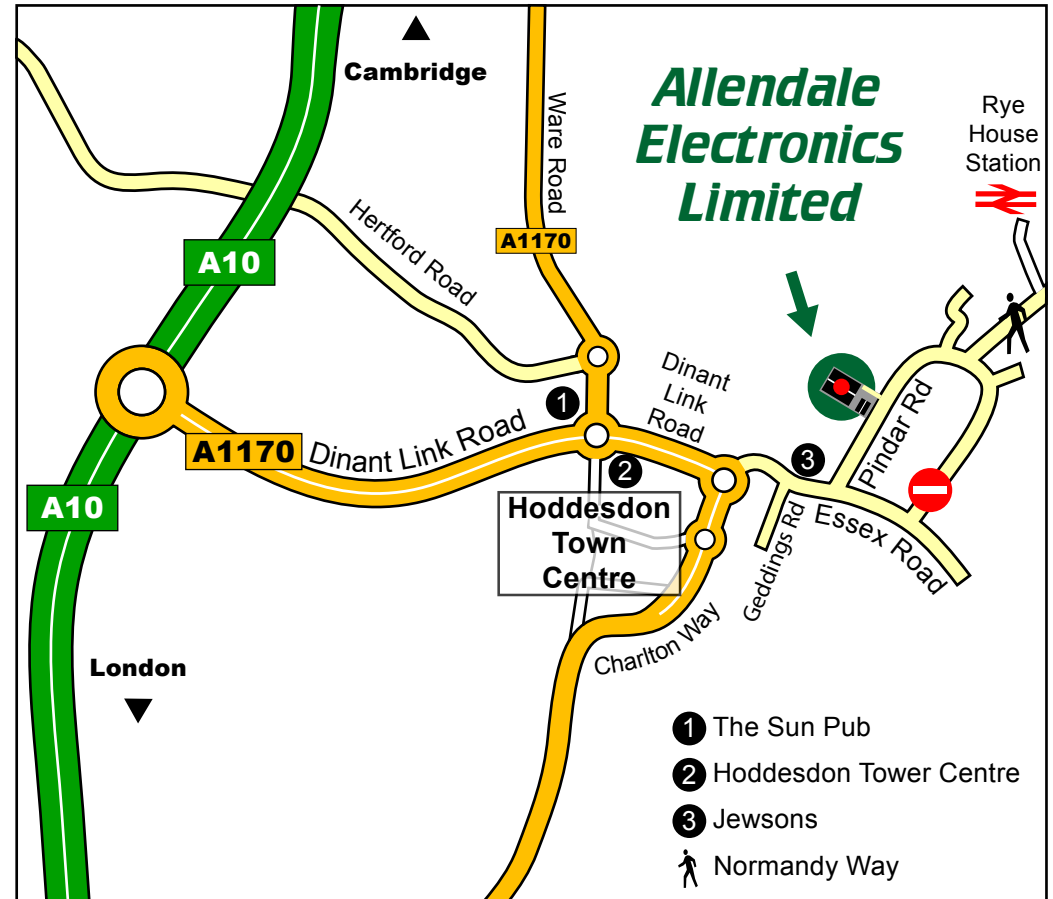 Cambridge
Allendale
Electronics
Limited
Rye
House
Station
Ware Road
Hertford Road
A1170
A10
Dinant
Link
Road
1
A1170
Dinant Link Road
2
3
Pindar Rd
A10
Hoddesdon
Town
Centre
Geddings Rd
Essex Road
Charlton Way
London
1 The Sun Pub
2 Hoddesdon Tower Centre
3 Jewsons
Normandy Way